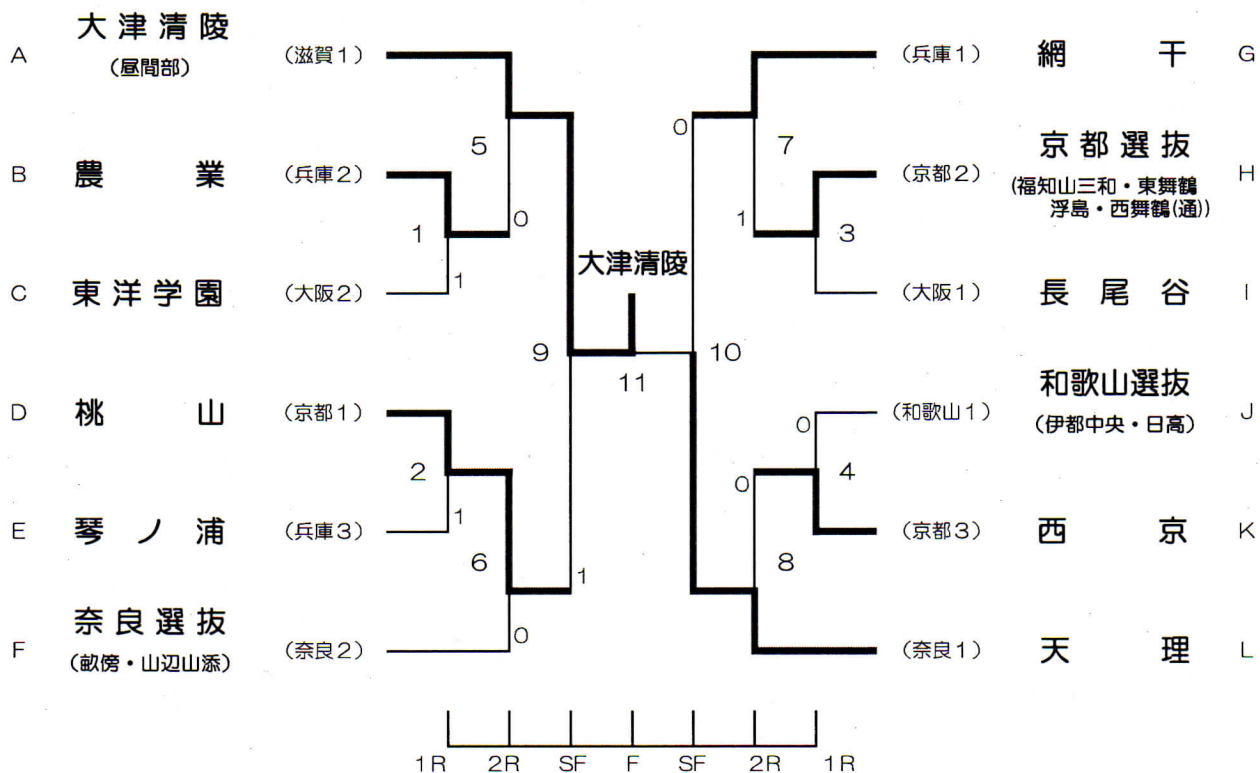 大津清陵
A (滋賀1)
(昼間部)
B 農業 (兵庫2)
C 東洋学園 (大阪2)
D 桃山 (京都1)
E 琴ノ浦 (兵庫3)
奈良選抜
F (奈良2)
(畝傍・山辺山添)
5
0
1
1
9
2
1
6
1
0
大津清陵
11
(兵庫1) 網干 G
京都選抜
(京都2) H
(福知山三和・東舞鶴
浮島・西舞鶴(通))
(大阪1) 長尾谷 I
和歌山選抜
(和歌山1) J
(伊都中央・日高)
(京都3) 西京 K
(奈良1) 天理 L
0
7
1
3
10
0
4
0
8
1R 2R SF F SF 2R 1R